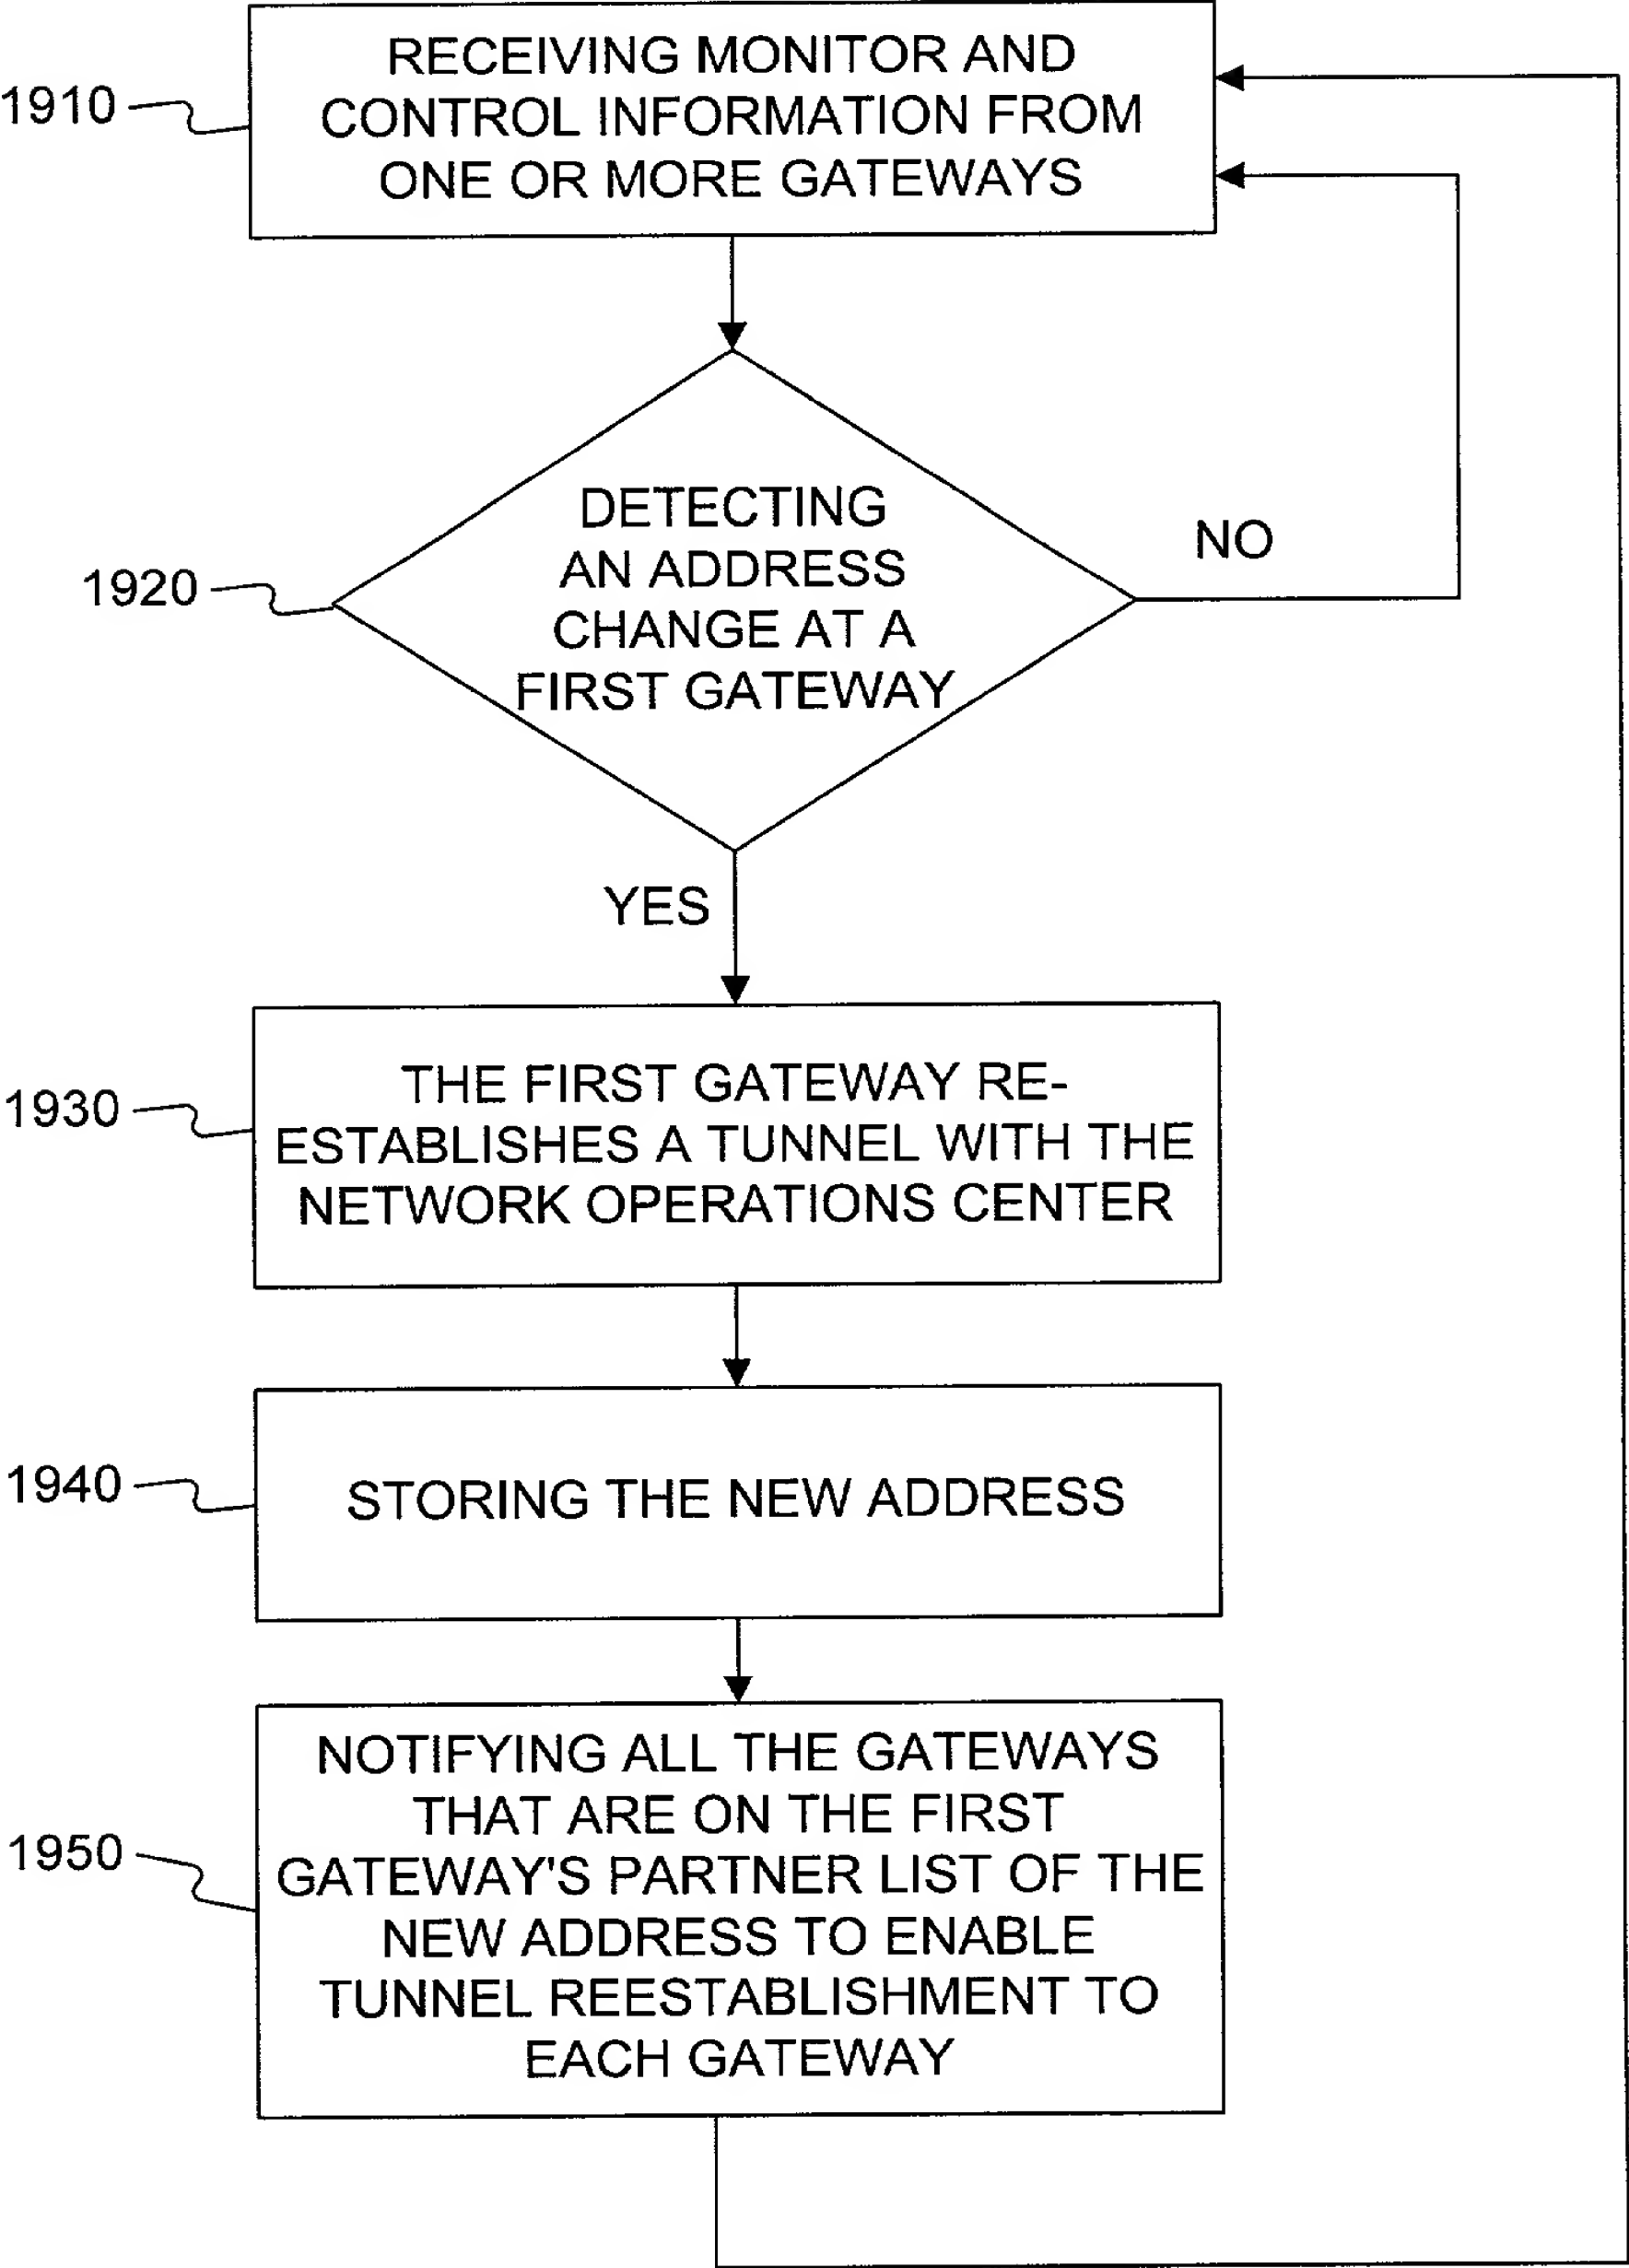 RECEIVING MONITOR AND
CONTROL INFORMATION FROM
ONE OR MORE GATEWAYS
1910
DETECTING
AN ADDRESS
CHANGE AT A
FIRST GATEWAY
1920
NO
YES
THE FIRST GATEWAY RE-
ESTABLISHES A TUNNEL WITH THE
NETWORK OPERATIONS CENTER
1930
STORING THE NEW ADDRESS
1940
NOTIFYING ALL THE GATEWAYS
THAT ARE ON THE FIRST
GATEWAY'S PARTNER LIST OF THE
NEW ADDRESS TO ENABLE
TUNNEL REESTABLISHMENT TO
EACH GATEWAY
1950